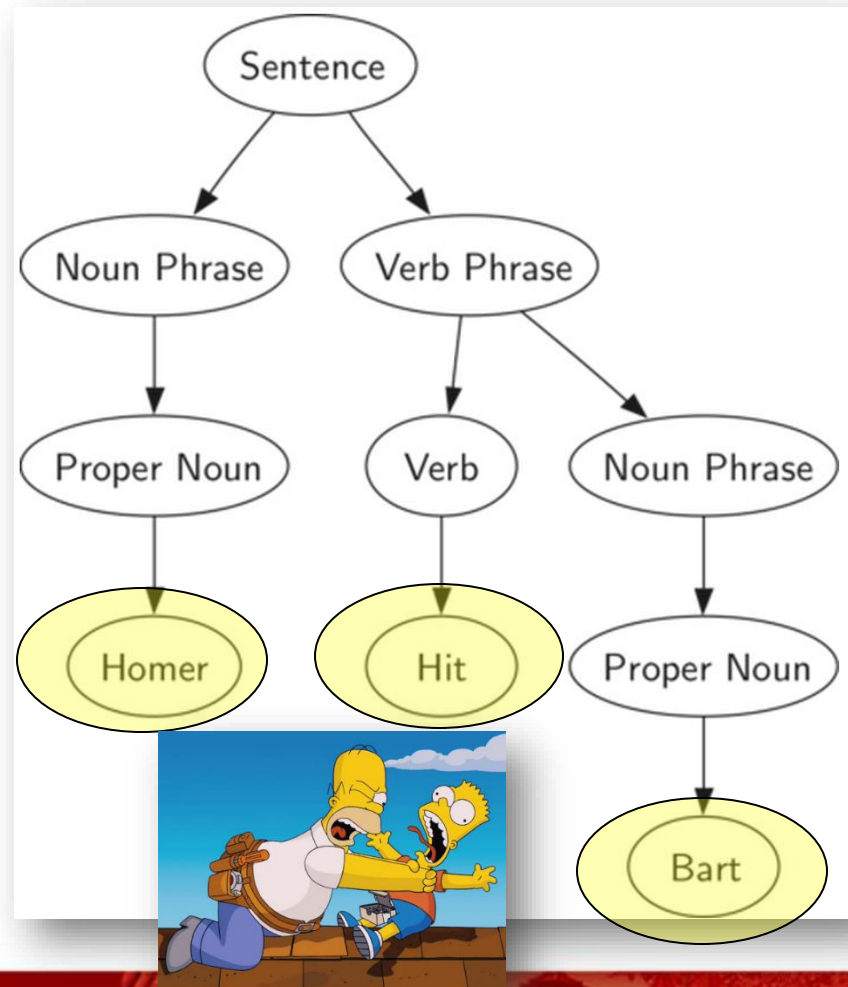 Sentence
Noun Phrase Verb Phrase
Proper Noun Verb Noun Phrase
Homer Hit Proper Noun
Bart